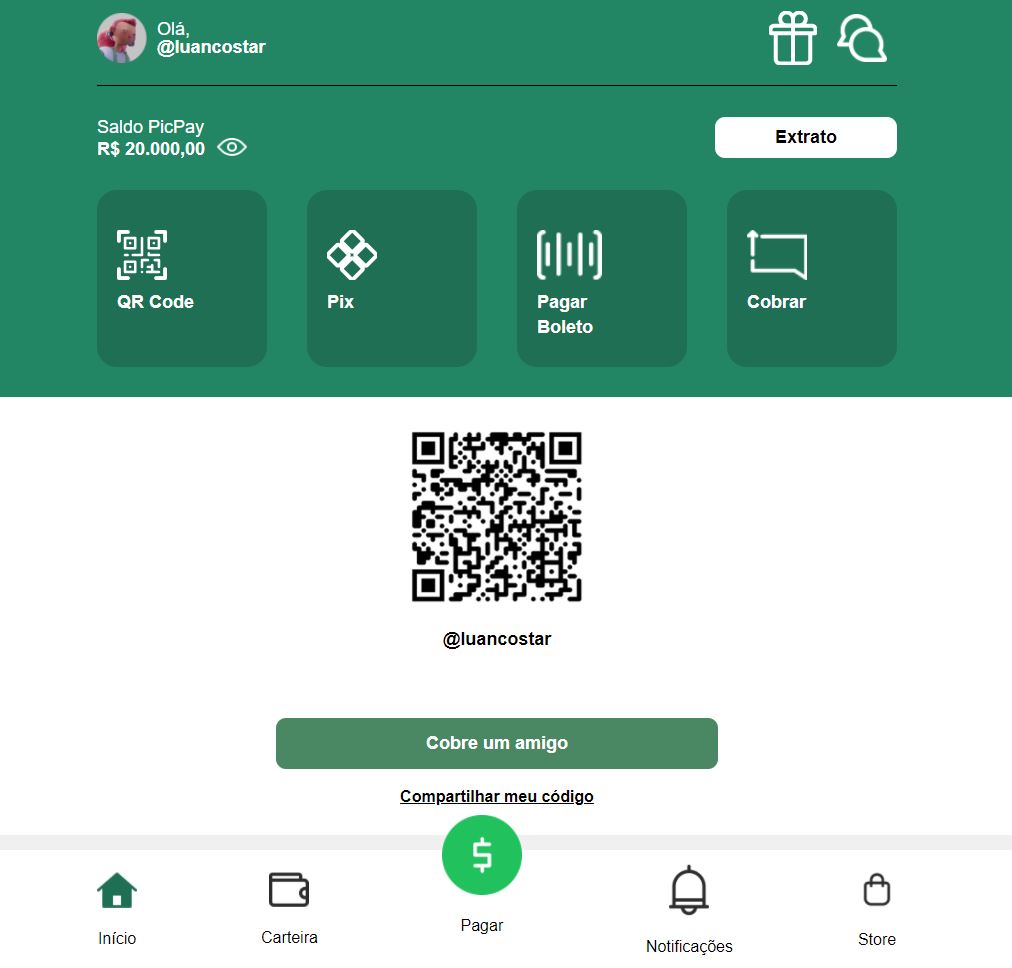 Olá,
@luancostar
Saldo PicPay
R$ 20.000,00
Extrato
QR Code
Pix
Pagar
Boleto
Cobrar
@luancostar
Cobre um amigo
Compartilhar meu código
Início
Carteira
Pagar
Notificações
Store